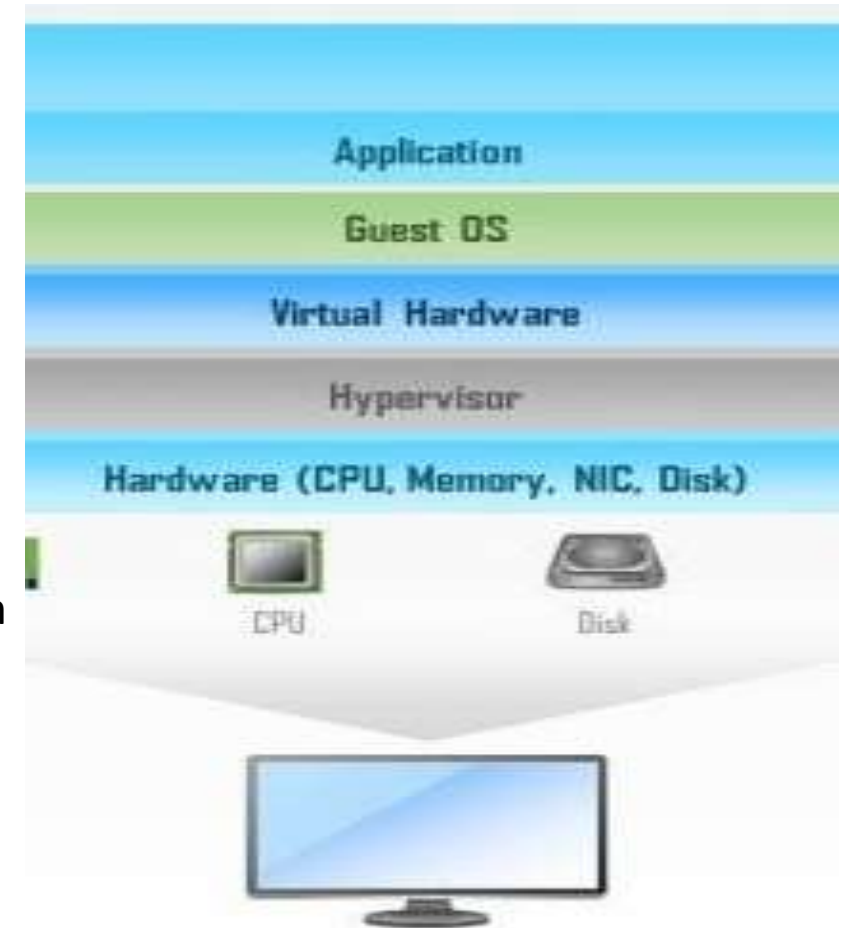 Application
Guest OS
Virtual Hardware
Hypervisor
Hardware (CPU, Memory, NIC, Disk)
CPU
Disk